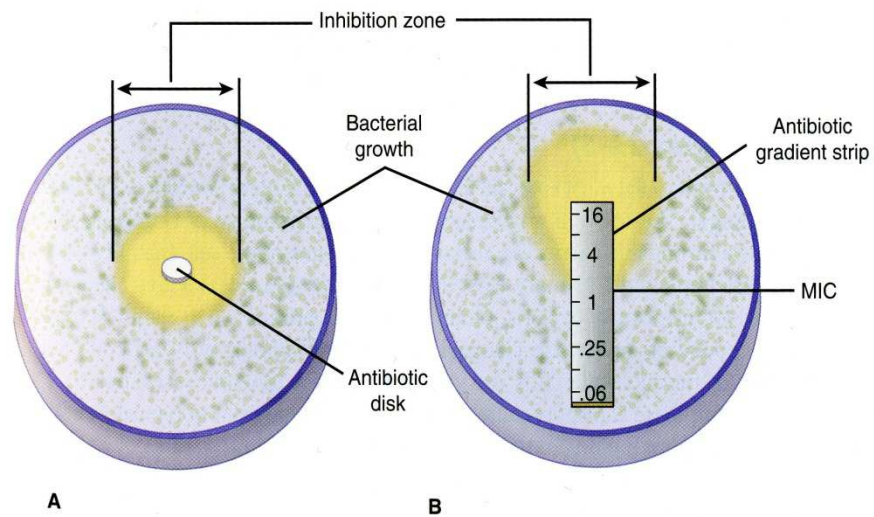 Inhibition zone
Bacterial
growth
Antibiotic
gradient strip
16
4
MIC
1
.25
.06
Antibiotic
disk
A
B